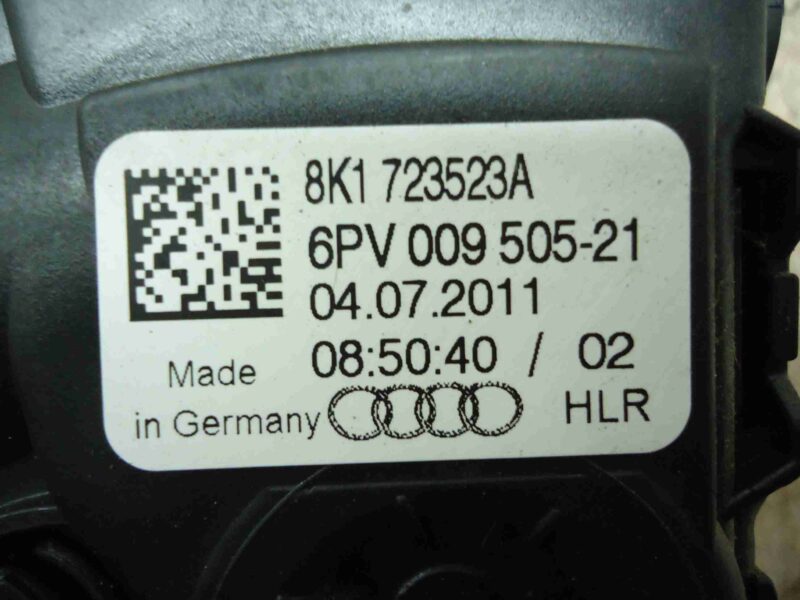 8K1 723523A
6PV 009 505-21
04.07.2011
08:50:40 / 02
Made
in Germany
HLR